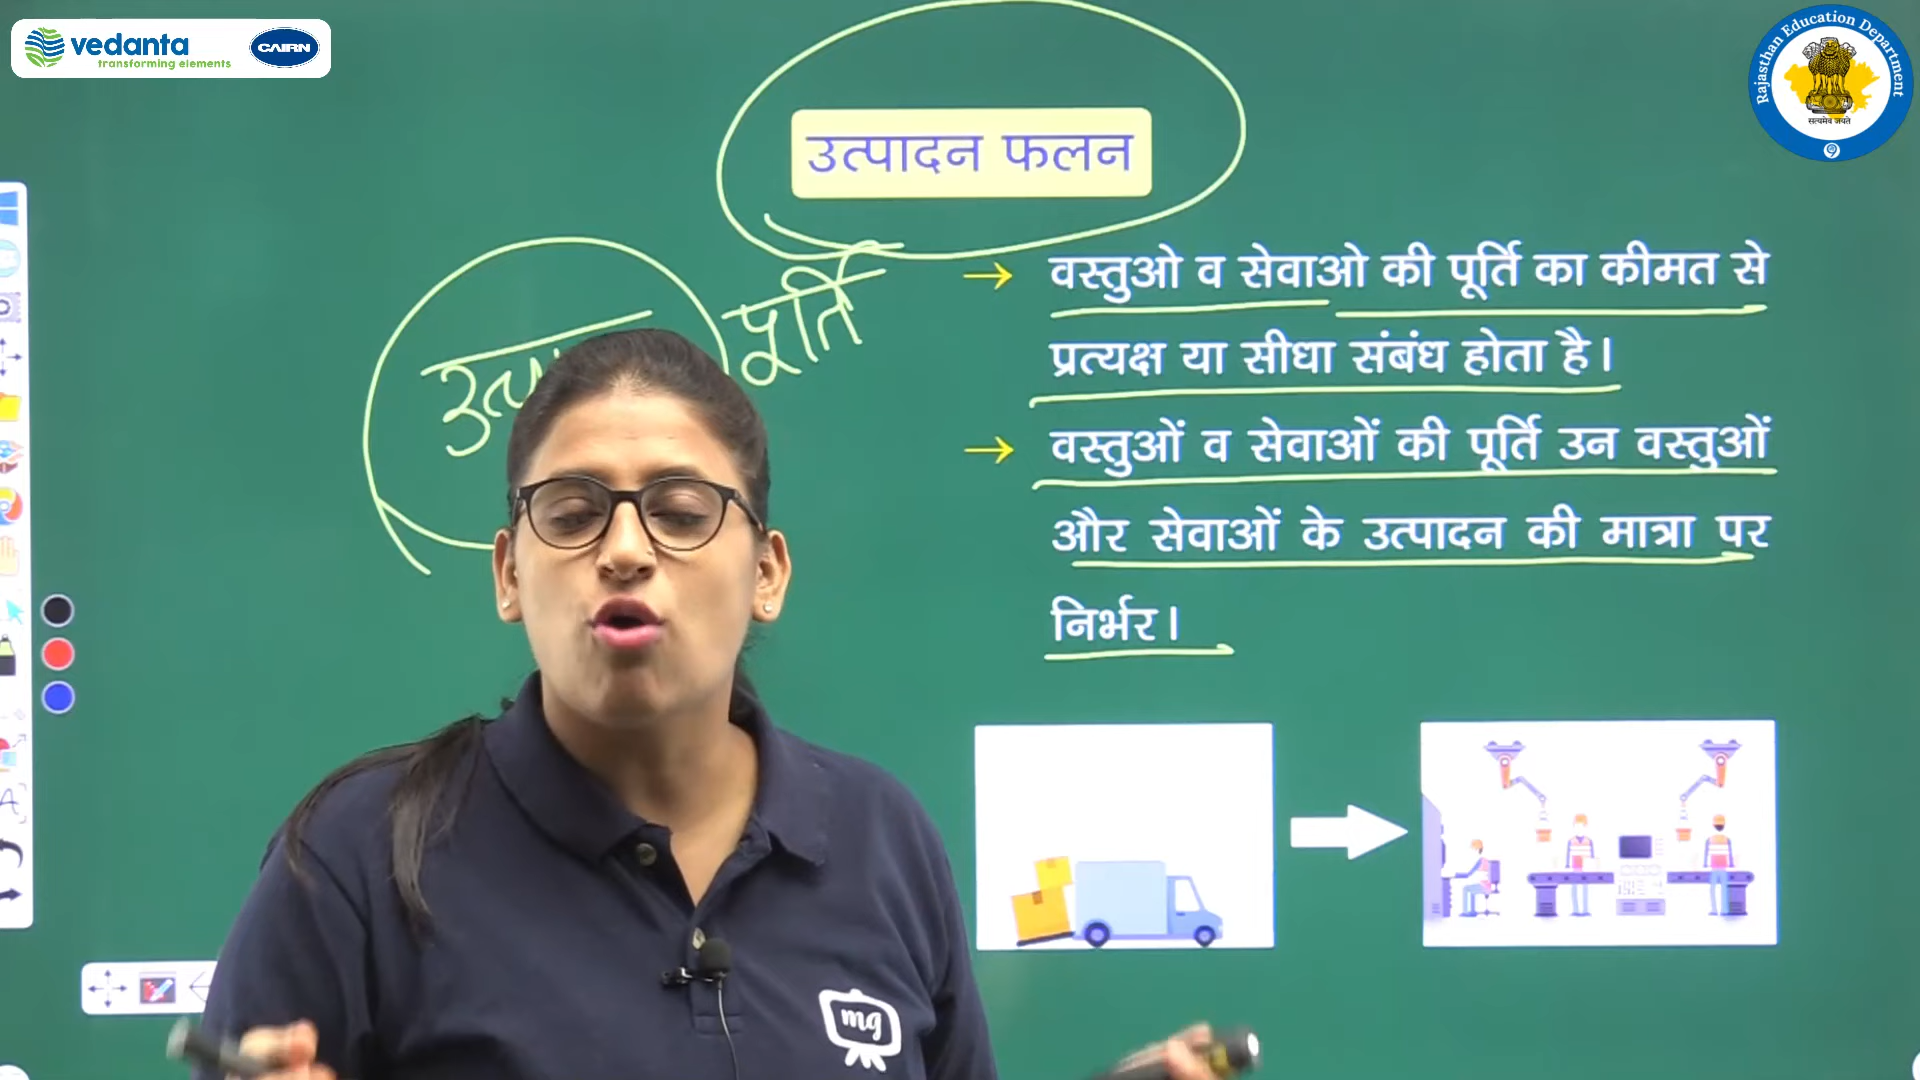 vedanta
transforming elements
CAIRN
Rajasthan Education Department
सत्यमेव जयते
उत्पादन फलन
पूर्ति
→ वस्तुओ व सेवाओ की पूर्ति का कीमत से
प्रत्यक्ष या सीधा संबंध होता है।
→ वस्तुओं व सेवाओं की पूर्ति उन वस्तुओं
और सेवाओं के उत्पादन की मात्रा पर
निर्भर।
mg